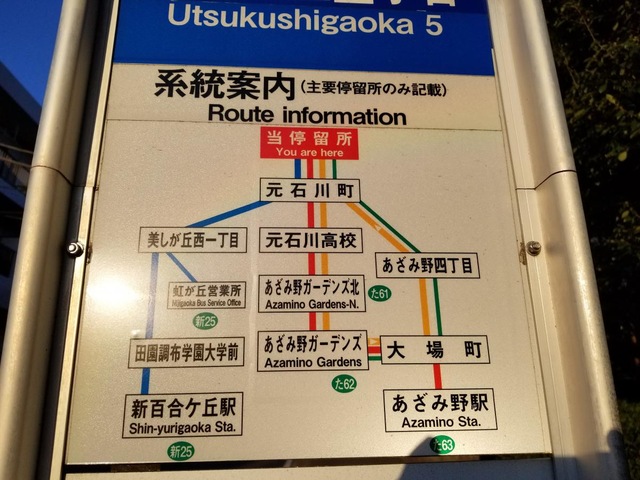 Utsukushigaoka 5
系統案内(主要停留所のみ記載)
Route information
当停留所
You are here
元石川町
美しが丘西一丁目
元石川高校
あざみ野四丁目
虹が丘営業所
Nijigaoka Bus Service Office
新25
あざみ野ガーデンズ北
Azamino Gardens-N.
た61
田園調布学園大学前
あざみ野ガーデンズ
Azamino Gardens
た62
大場町
新百合ケ丘駅
Shin-yurigaoka Sta.
新25
あざみ野駅
Azamino Sta.
た63